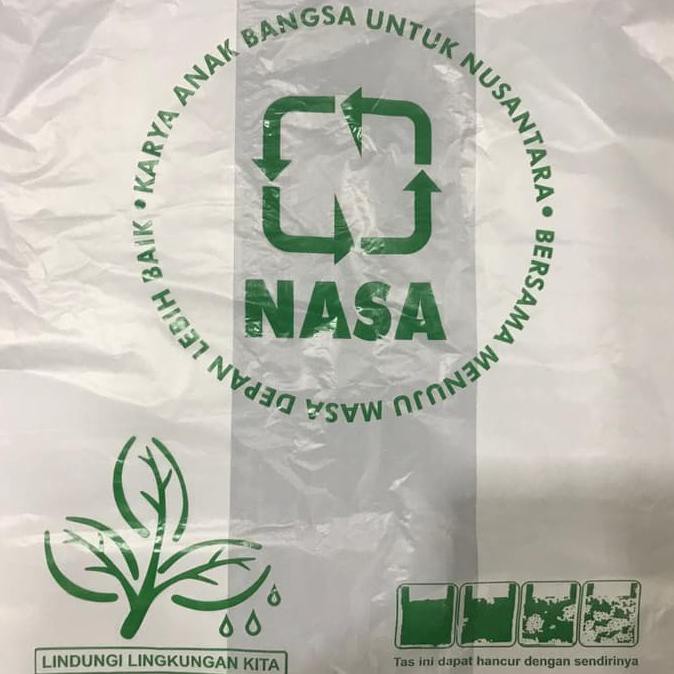 • KARYA ANAK BANGSA UNTUK NUSANTARA • BERSAMA MENUJU MASA DEPAN LEBIH BAIK
NASA
LINDUNGI LINGKUNGAN KITA
Tas ini dapat hancur dengan sendirinya